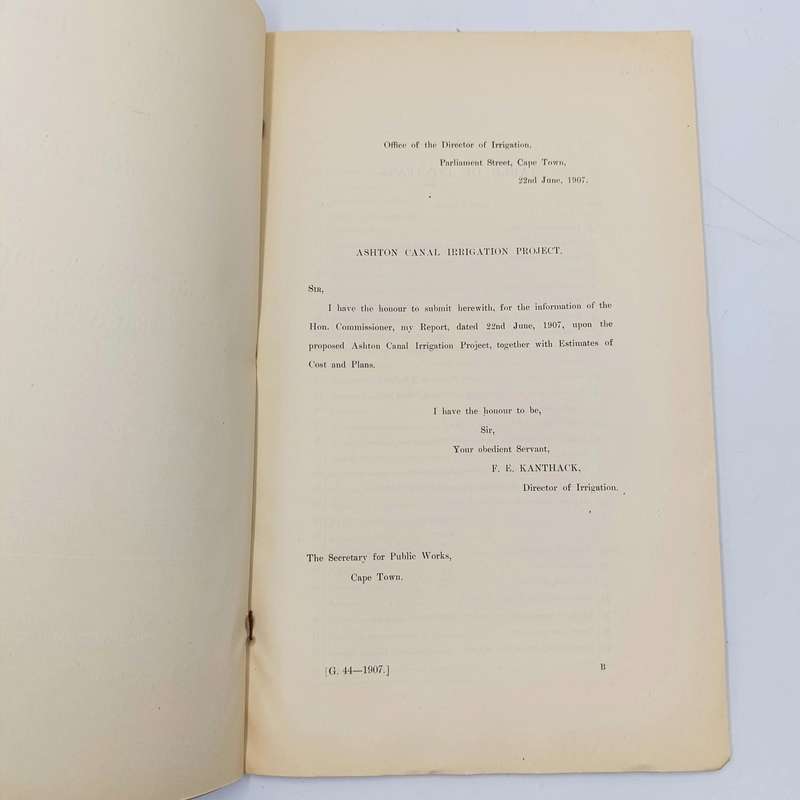 Office of the Director of Irrigation,
Parliament Street, Cape Town,
22nd June, 1907.
ASHTON CANAL IRRIGATION PROJECT.
SIR,
I have the honour to submit herewith, for the information of the
Hon. Commissioner, my Report, dated 22nd June, 1907, upon the
proposed Ashton Canal Irrigation Project, together with Estimates of
Cost and Plans.
I have the honour to be,
Sir,
Your obedient Servant,
F. E. KANTHACK,
Director of Irrigation.
The Secretary for Public Works,
Cape Town.
[G. 44—1907.]
B